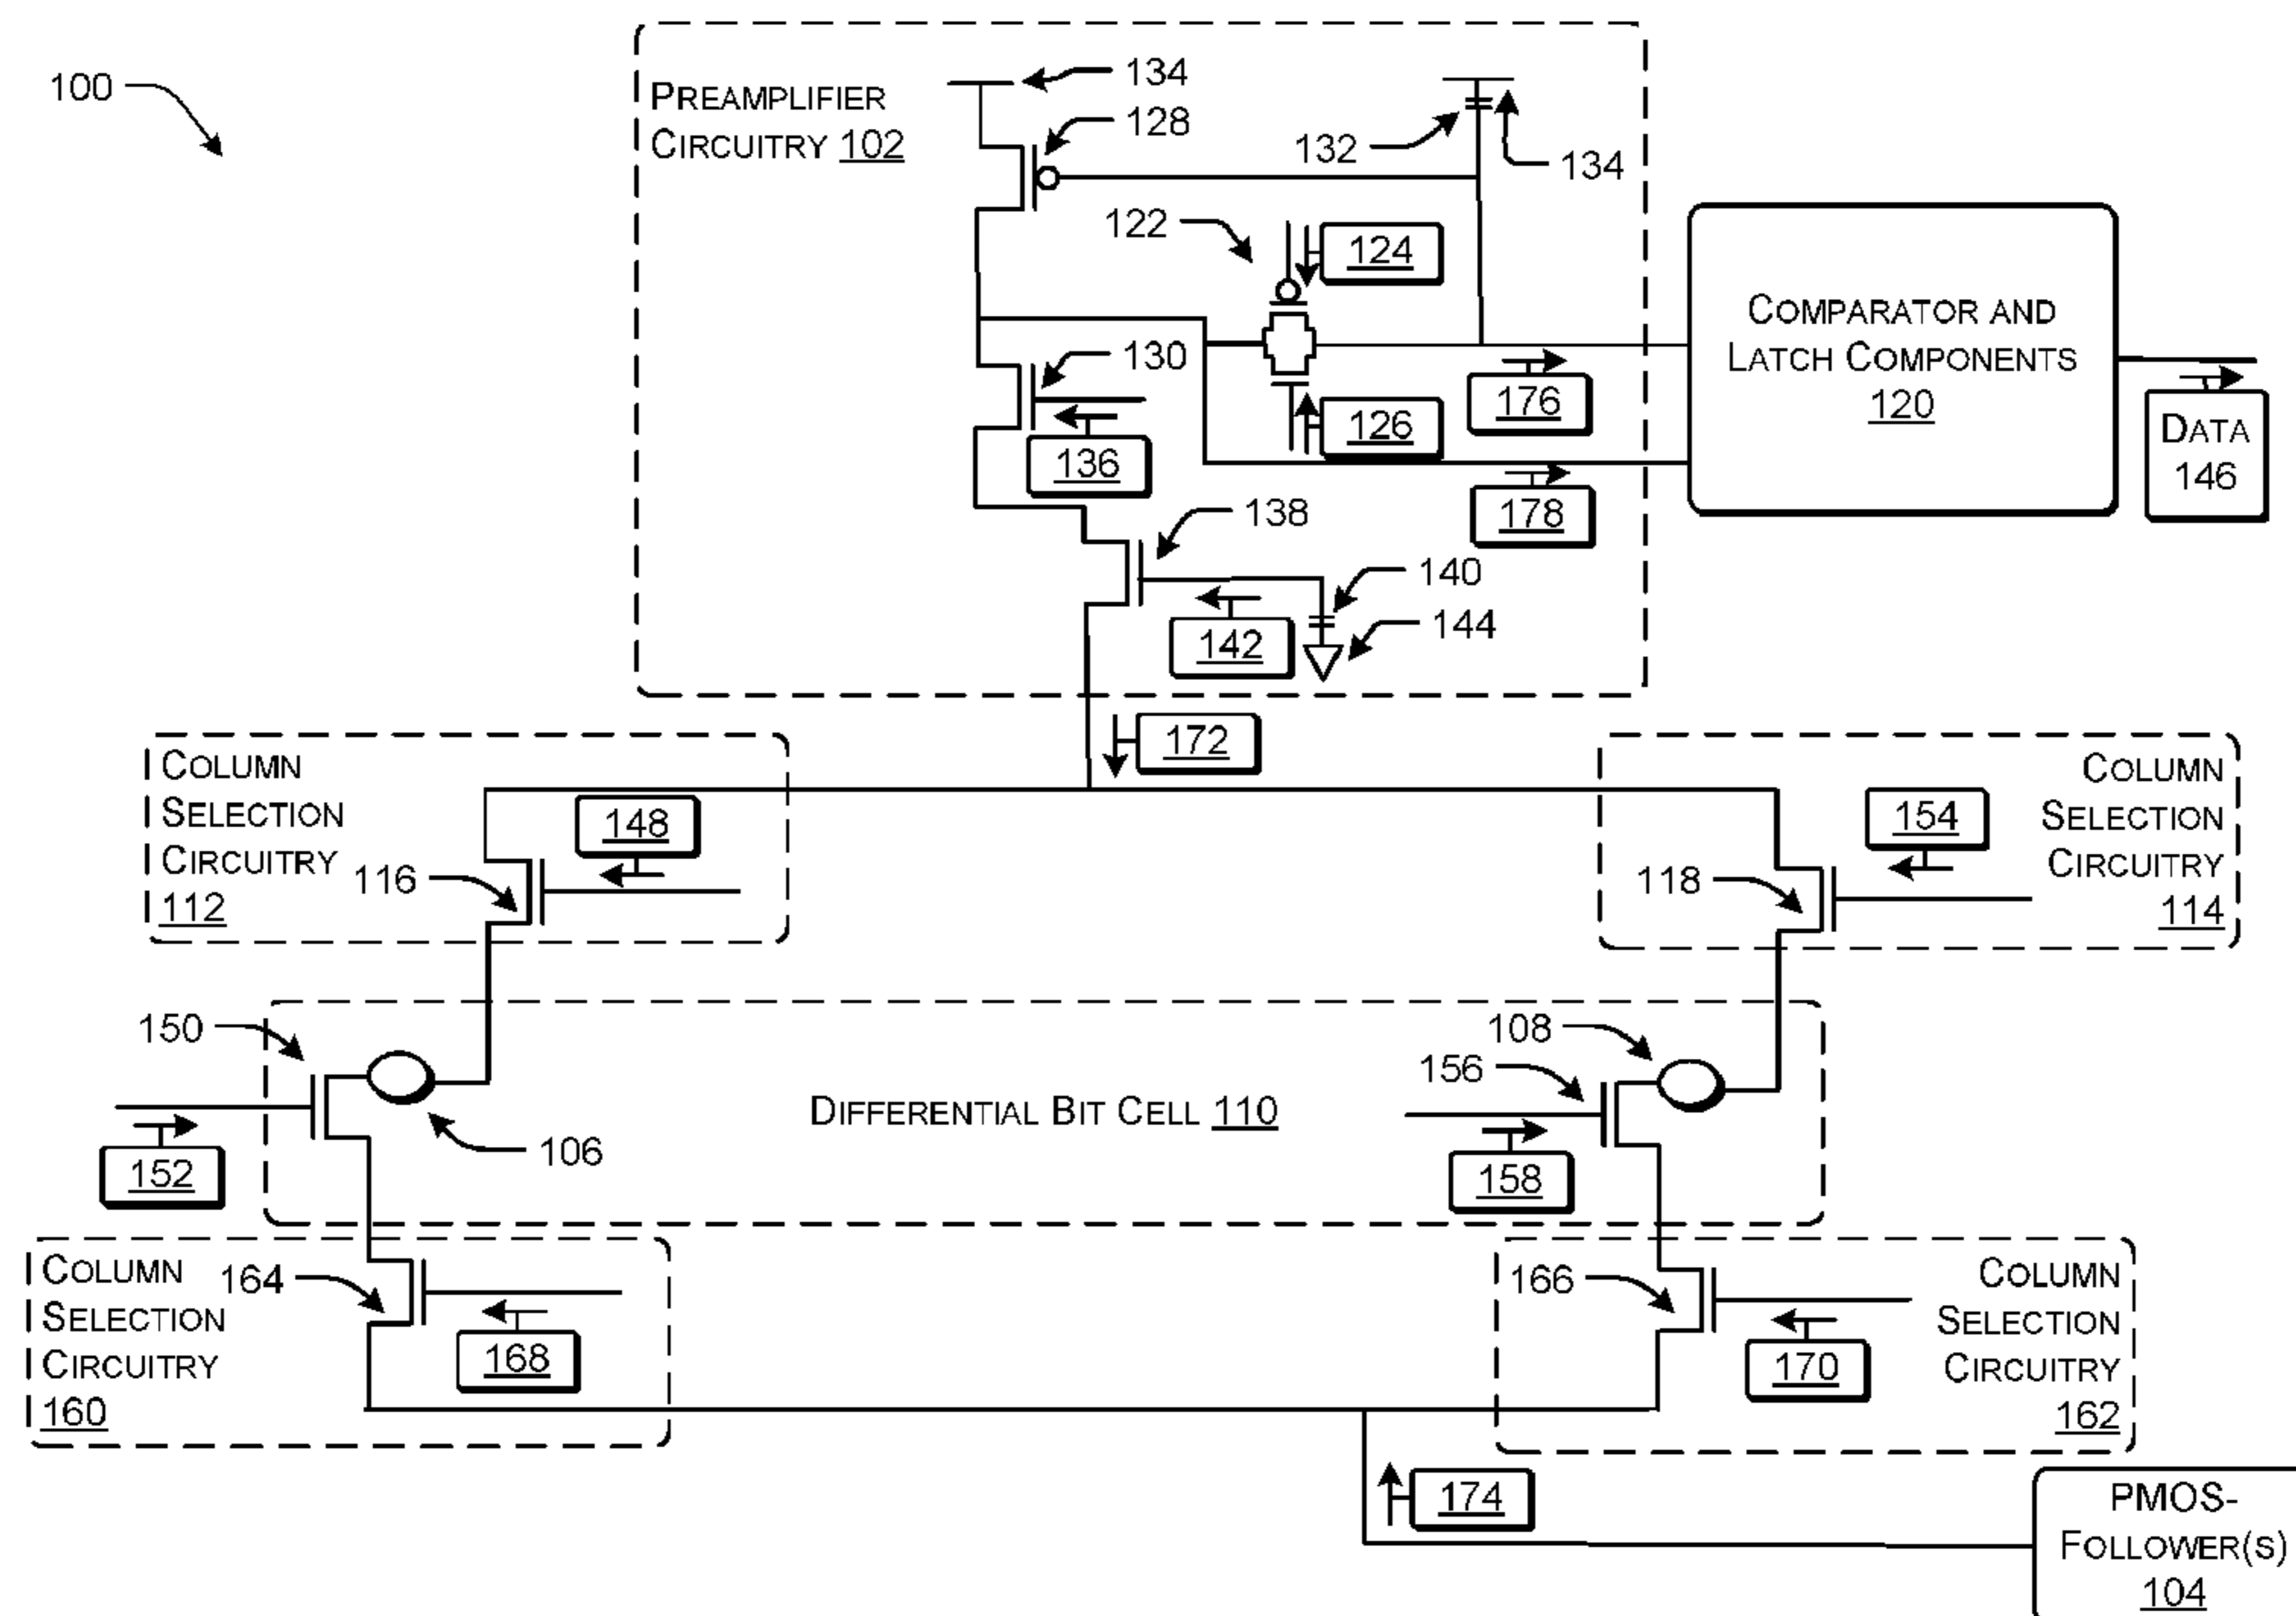 100
PREAMPLIFIER
CIRCUITRY 102
134
128
132
134
122
124
130
126
136
176
178
138
140
142
144
COMPARATOR AND
LATCH COMPONENTS
120
DATA
146
172
COLUMN
SELECTION
CIRCUITRY
112
116
148
COLUMN
SELECTION
CIRCUITRY
114
118
154
150
106
152
DIFFERENTIAL BIT CELL 110
108
156
158
COLUMN
SELECTION
CIRCUITRY
160
164
168
COLUMN
SELECTION
CIRCUITRY
162
166
170
174
PMOS-
FOLLOWER(S)
104